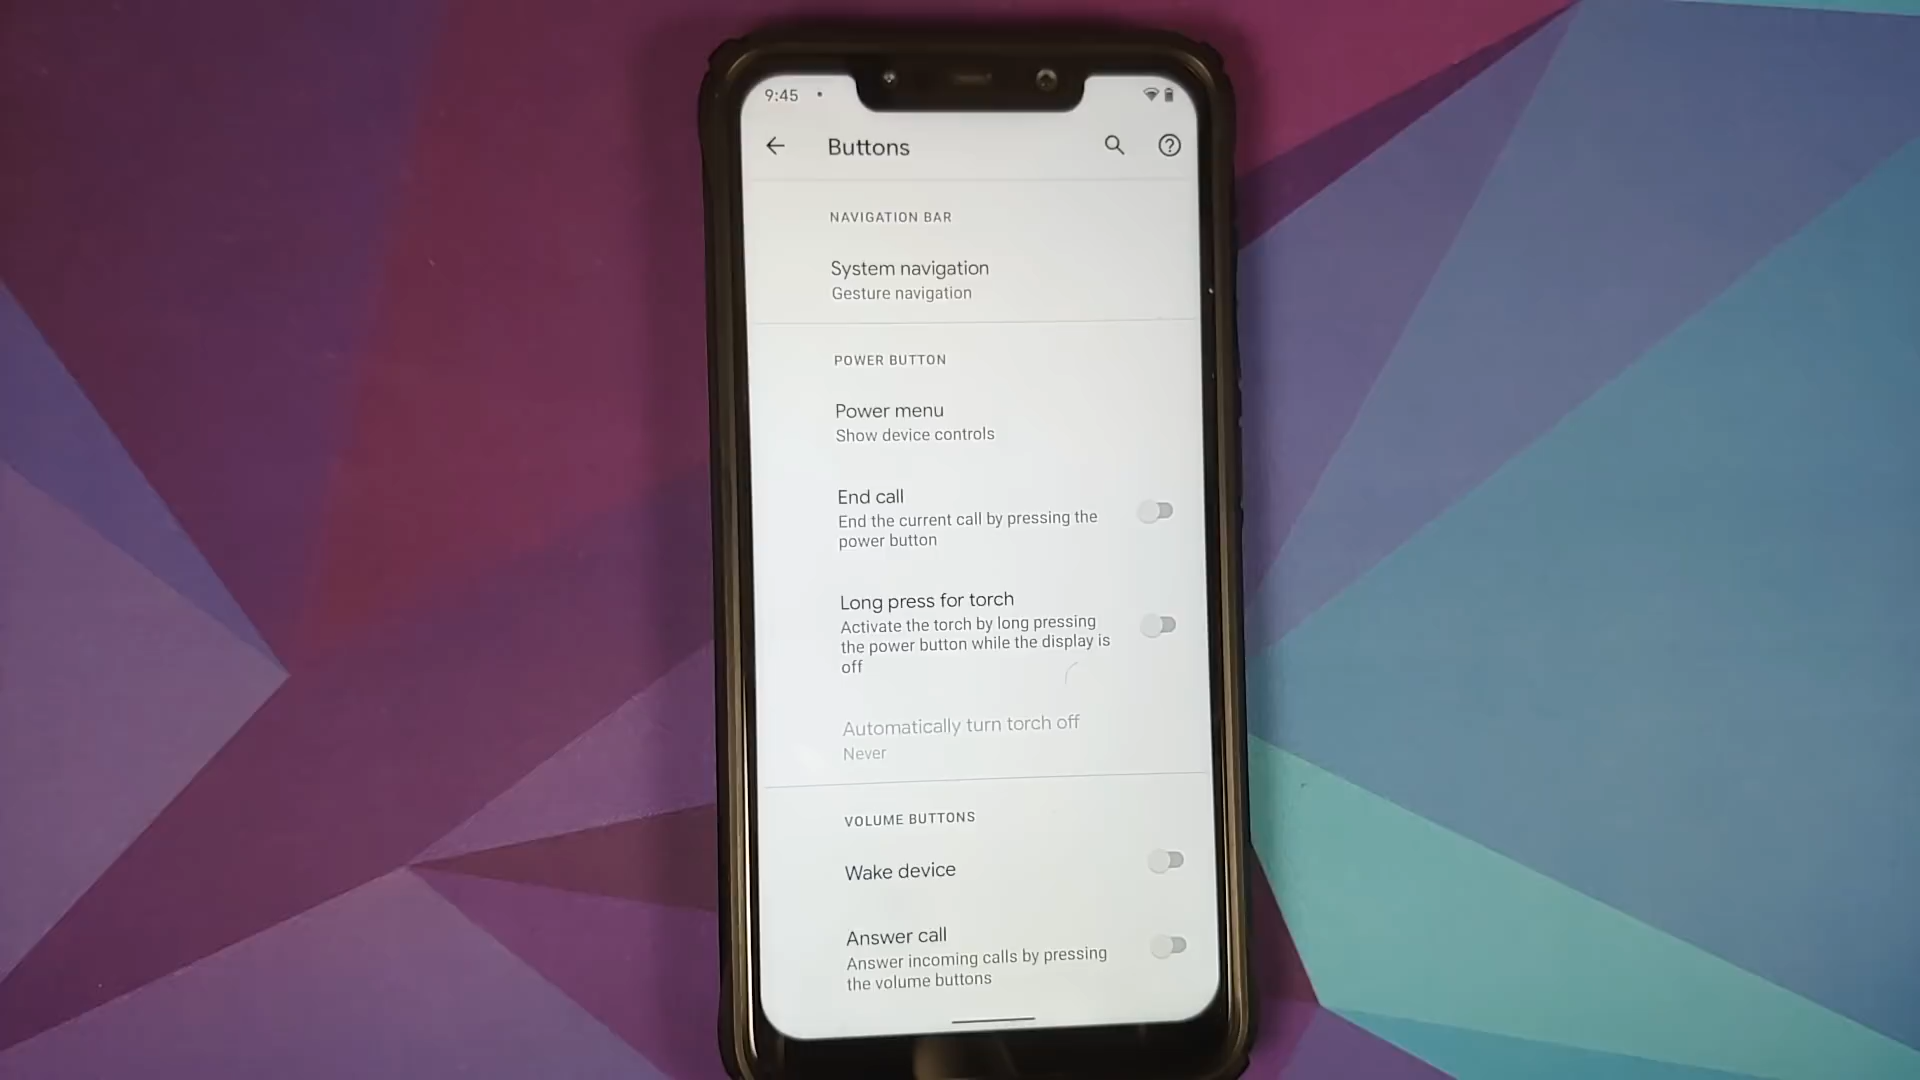 9:45
Buttons
NAVIGATION BAR
System navigation
Gesture navigation
POWER BUTTON
Power menu
Show device controls
End call
End the current call by pressing the
power button
Long press for torch
Activate the torch by long pressing
the power button while the display is
off
Automatically turn torch off
Never
VOLUME BUTTONS
Wake device
Answer call
Answer incoming calls by pressing
the volume buttons